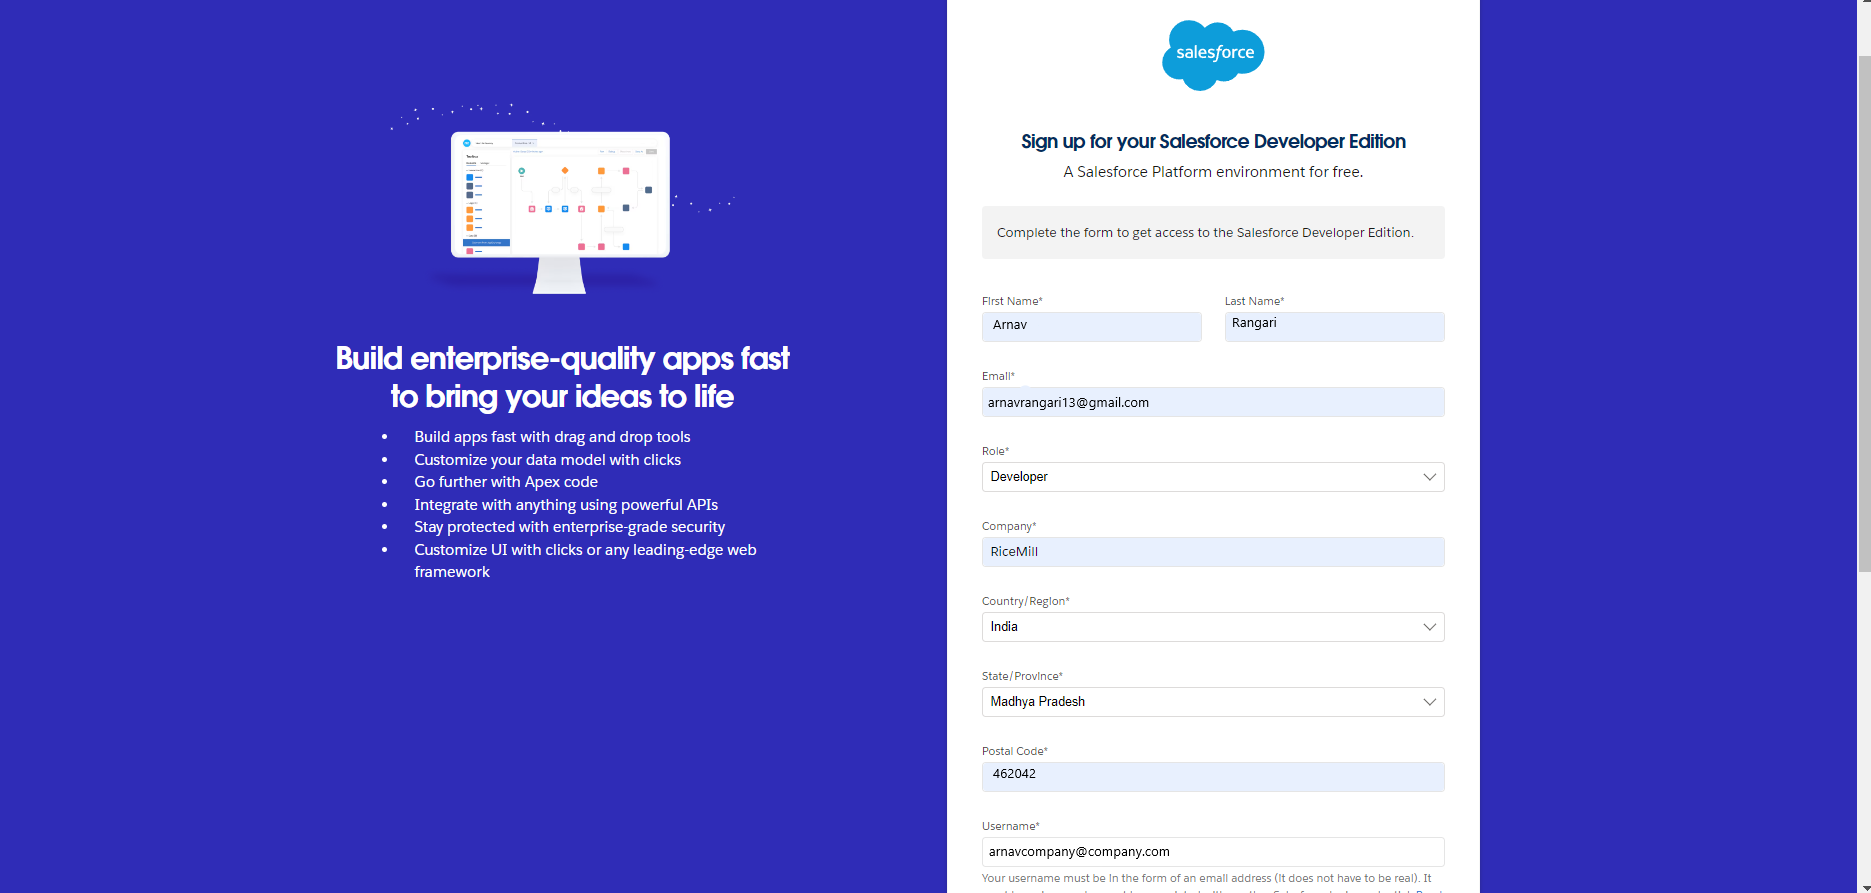 Build enterprise-quality apps fast
to bring your ideas to life
• Build apps fast with drag and drop tools
• Customize your data model with clicks
• Go further with Apex code
• Integrate with anything using powerful APIs
• Stay protected with enterprise-grade security
• Customize UI with clicks or any leading-edge web
framework
salesforce
Sign up for your Salesforce Developer Edition
A Salesforce Platform environment for free.
Complete the form to get access to the Salesforce Developer Edition.
First Name* Last Name*
Arnav Rangari
Email*
arnavrangari13@gmail.com
Role*
Developer
Company*
RiceMill
Country/Region*
India
State/Province*
Madhya Pradesh
Postal Code*
462042
Username*
arnavcompany@company.com
Your username must be in the form of an email address (it does not have to be real). It